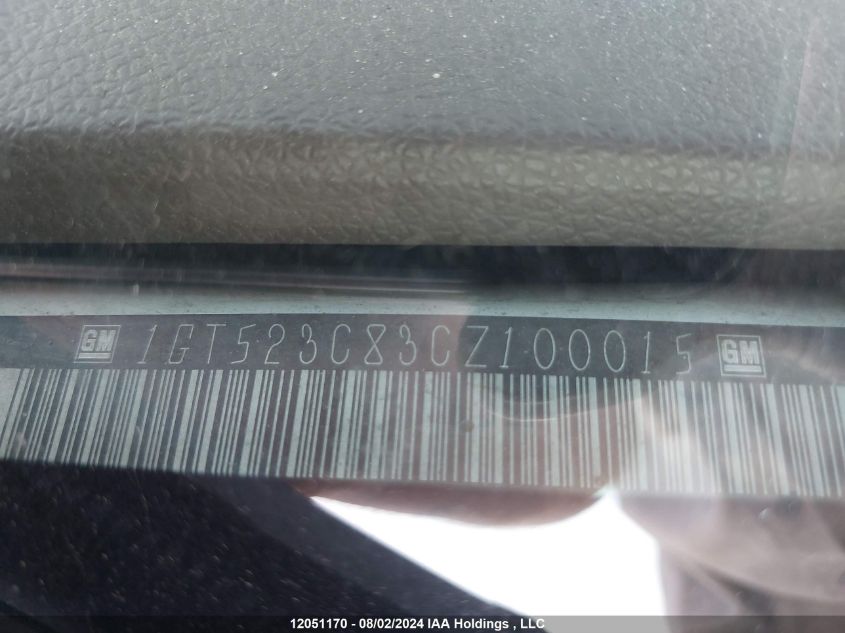 GM 1GT523C83CZ100015 GM
12051170 - 08/02/2024 IAA Holdings , LLC